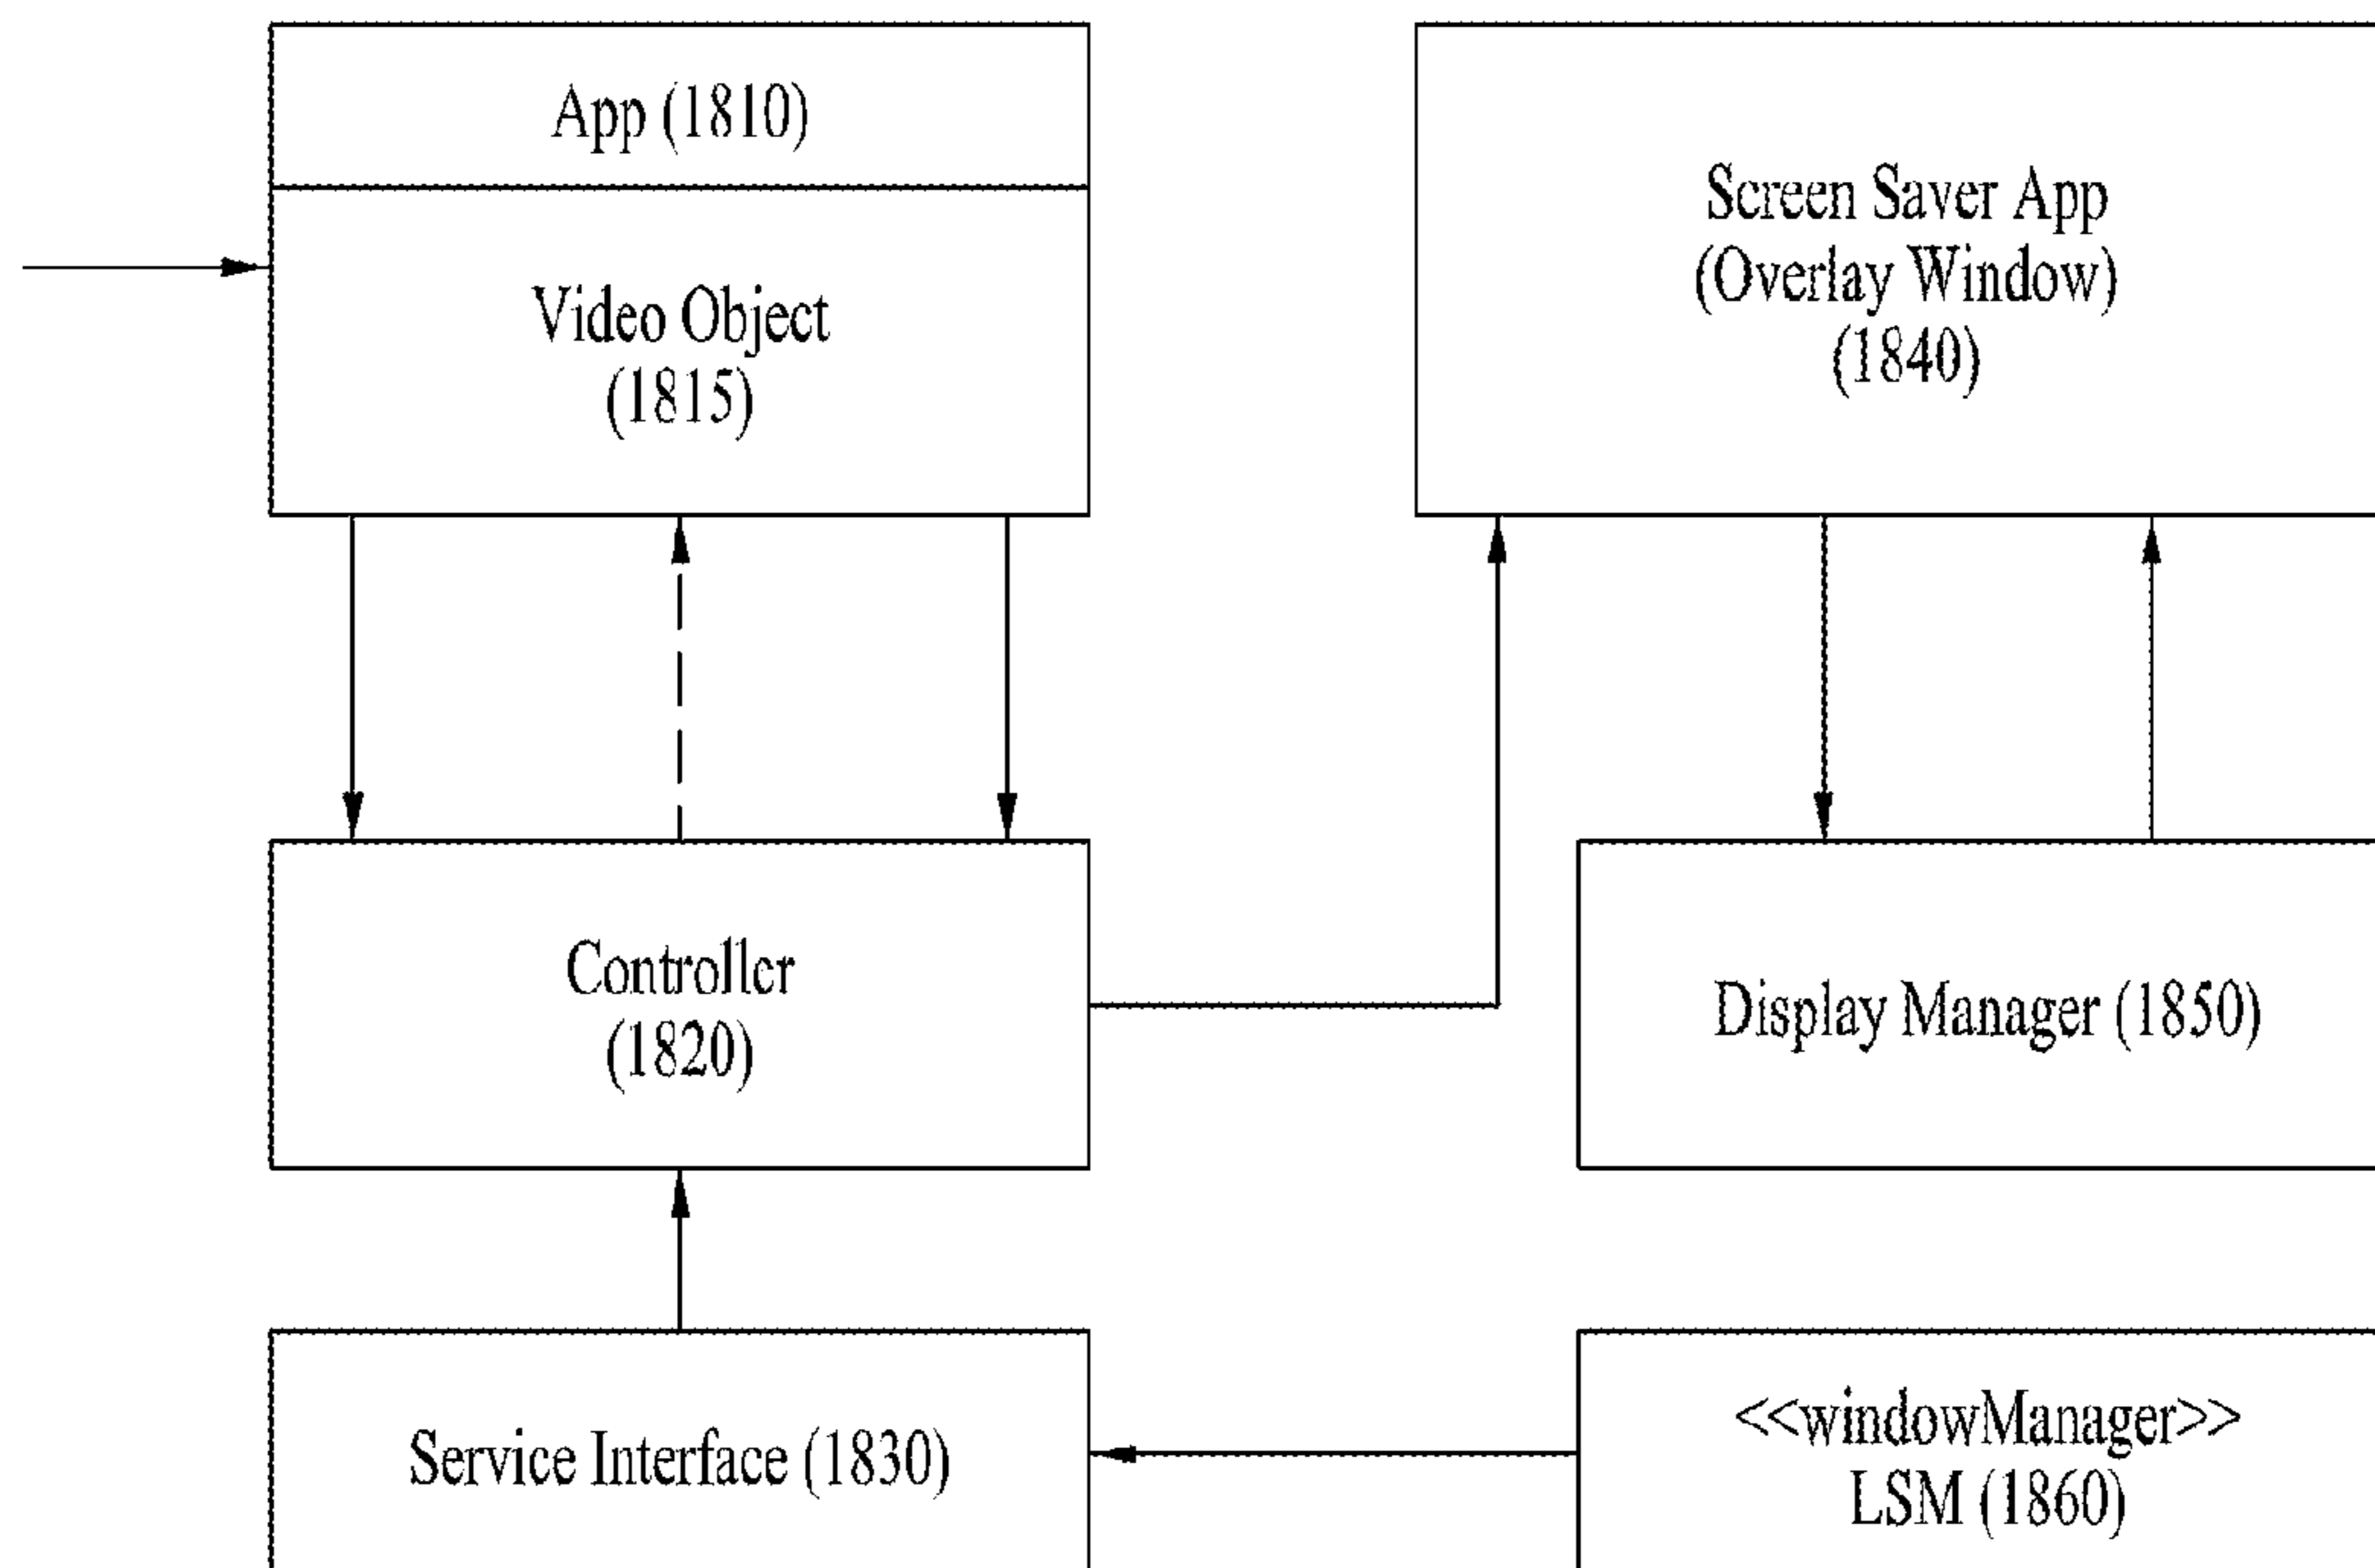 App (1810)
Video Object
(1815)
Screen Saver App
(Overlay Window)
(1840)
Controller
(1820)
Display Manager (1850)
Service Interface (1830)
<<windowManager>>
LSM (1860)